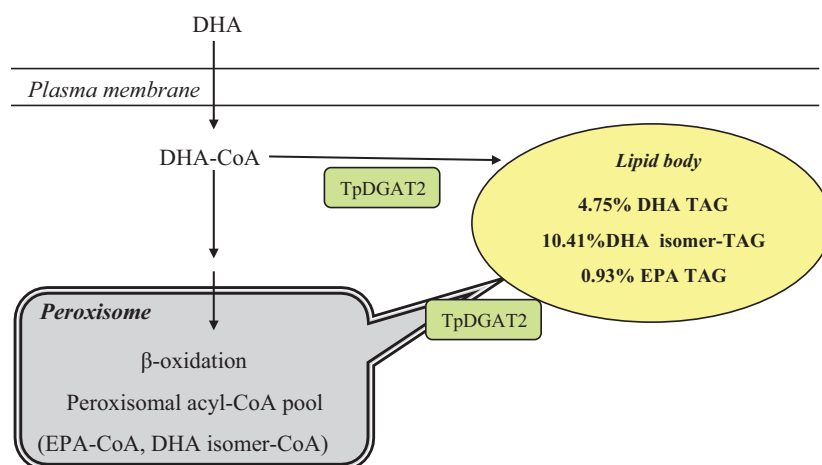 DHA
Plasma membrane
DHA-CoA
TpDGAT2
Lipid body
4.75% DHA TAG
10.41%DHA isomer-TAG
0.93% EPA TAG
Peroxisome
TpDGAT2
β-oxidation
Peroxisomal acyl-CoA pool
(EPA-CoA, DHA isomer-CoA)